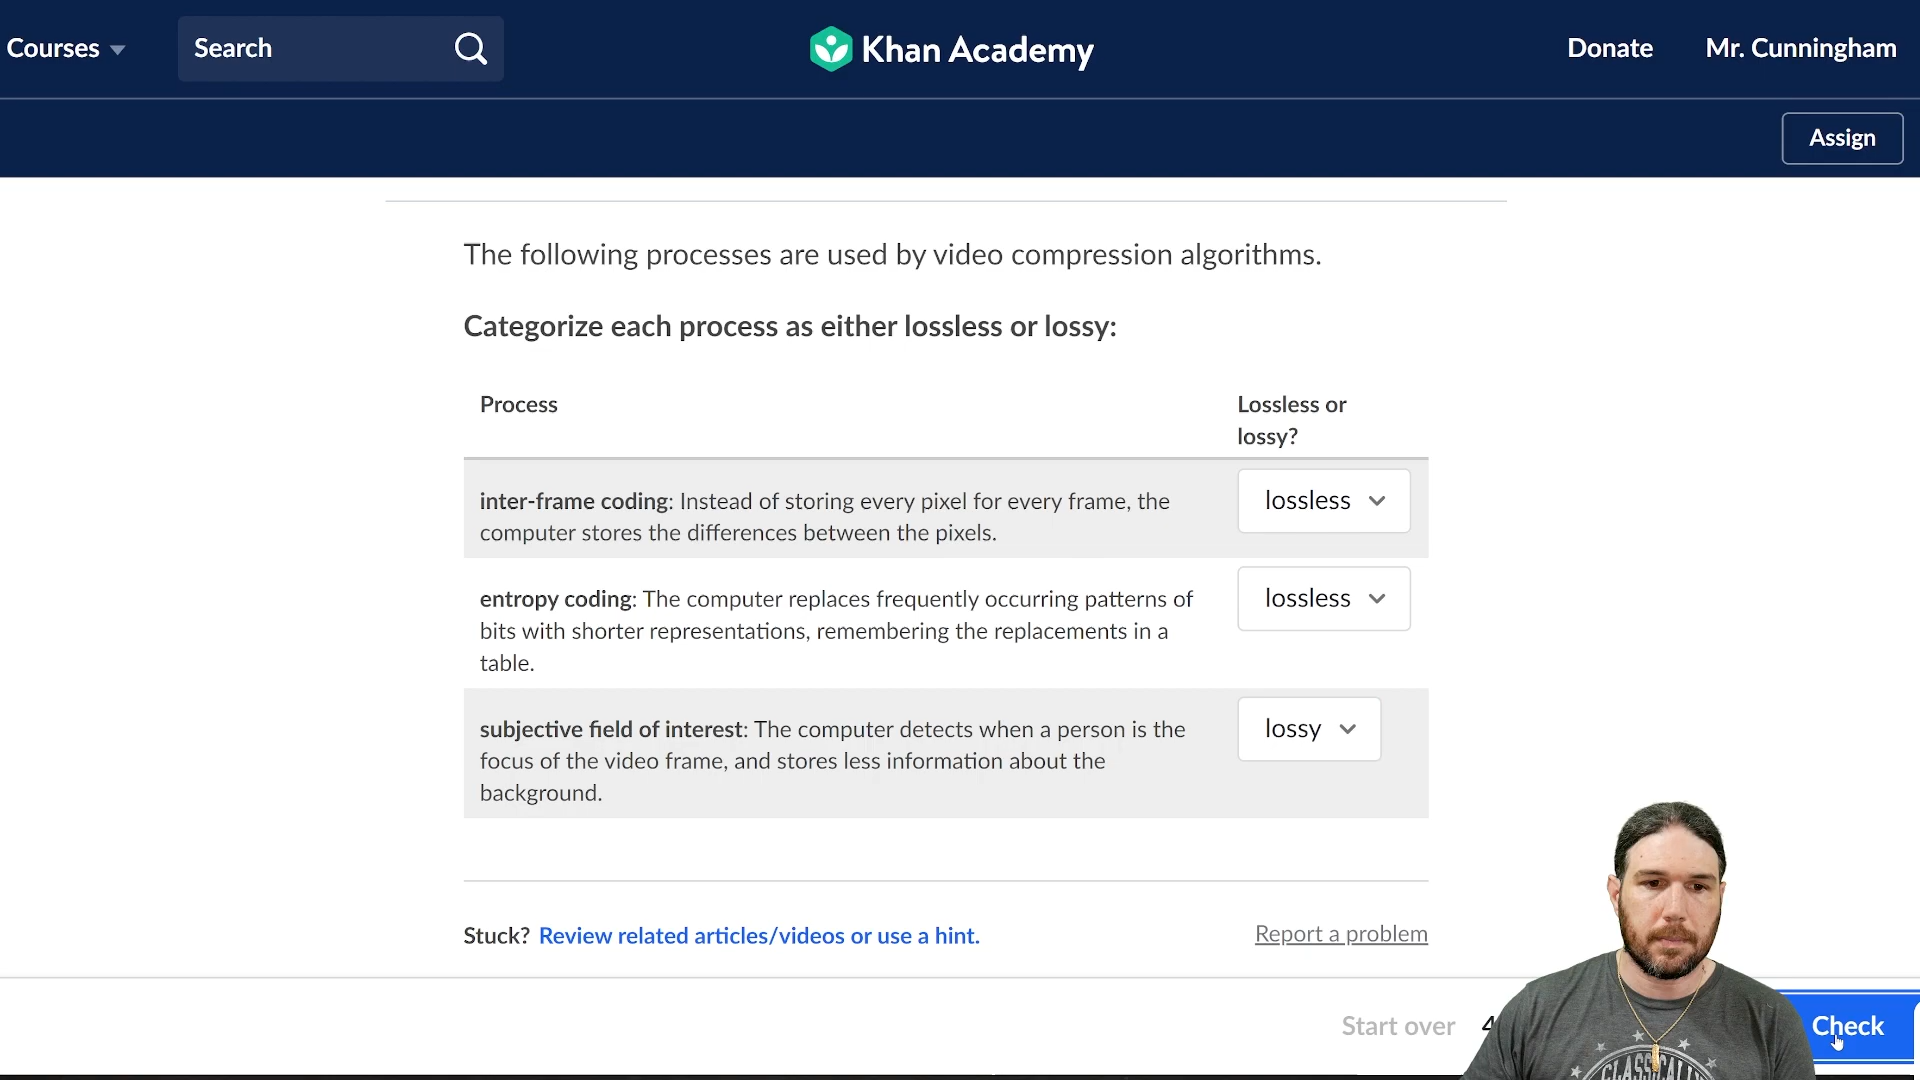 Courses
Search
Khan Academy
Donate
Mr. Cunningham
Assign
The following processes are used by video compression algorithms.
Categorize each process as either lossless or lossy:
Process
Lossless or
lossy?
inter-frame coding: Instead of storing every pixel for every frame, the
computer stores the differences between the pixels.
lossless
entropy coding: The computer replaces frequently occurring patterns of
bits with shorter representations, remembering the replacements in a
table.
lossless
subjective field of interest: The computer detects when a person is the
focus of the video frame, and stores less information about the
background.
lossy
Stuck? Review related articles/videos or use a hint.
Report a problem
Start over
4
Check
CLASSICALLY